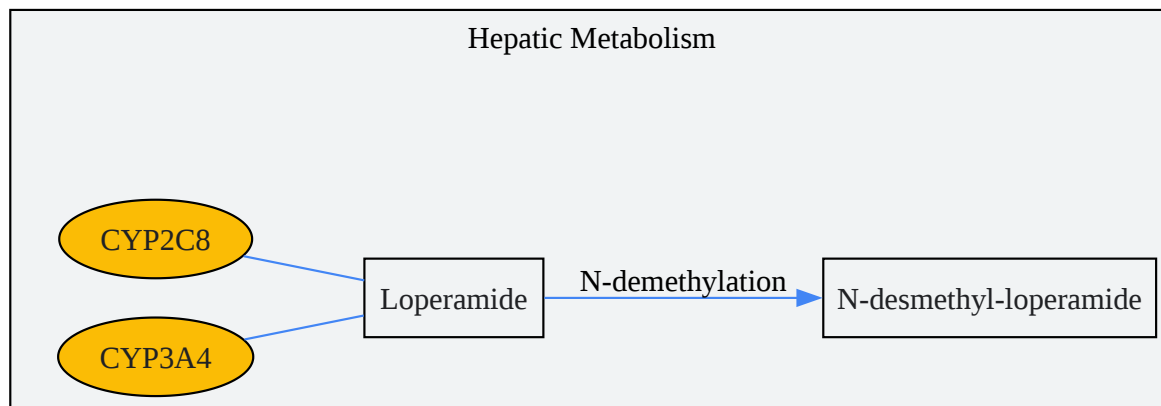 Hepatic Metabolism
CYP2C8
N-demethylation
Loperamide
N-desmethyl-loperamide
CYP3A4